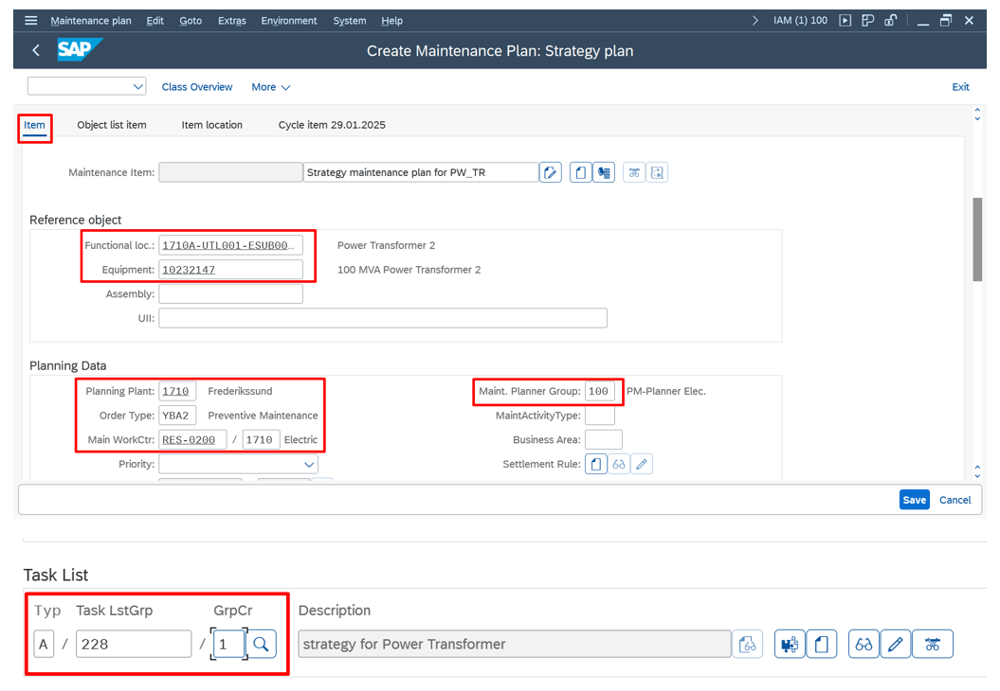 Maintenance plan Edit Goto Extras Environment System Help IAM (1) 100
SAP Create Maintenance Plan: Strategy plan
Class Overview More Exit
Item Object list item Item location Cycle item 29.01.2025
Maintenance Item: Strategy maintenance plan for PW_TR
Reference object
Functional loc.: 1710A-UTL001-ESUB00... Power Transformer 2
Equipment: 10232147 100 MVA Power Transformer 2
Assembly:
UII:
Planning Data
Planning Plant: 1710 Frederikssund Maint. Planner Group: 100 PM-Planner Elec.
Order Type: YBA2 Preventive Maintenance MaintActivityType:
Main WorkCtr: RES-0200 / 1710 Electric Business Area:
Priority: Settlement Rule:
Save Cancel
Task List
Typ Task LstGrp GrpCr Description
A / 228 / 1 strategy for Power Transformer